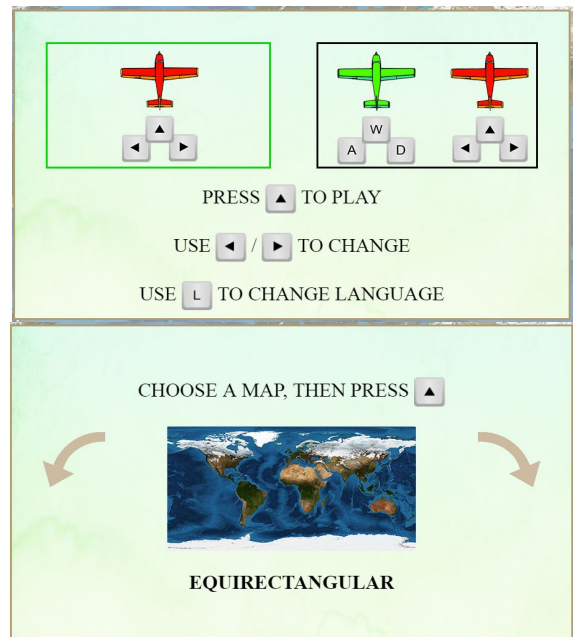 W
A D
PRESS ▲ TO PLAY
USE ◄ / ► TO CHANGE
USE L TO CHANGE LANGUAGE
CHOOSE A MAP, THEN PRESS ▲
EQUIRECTANGULAR